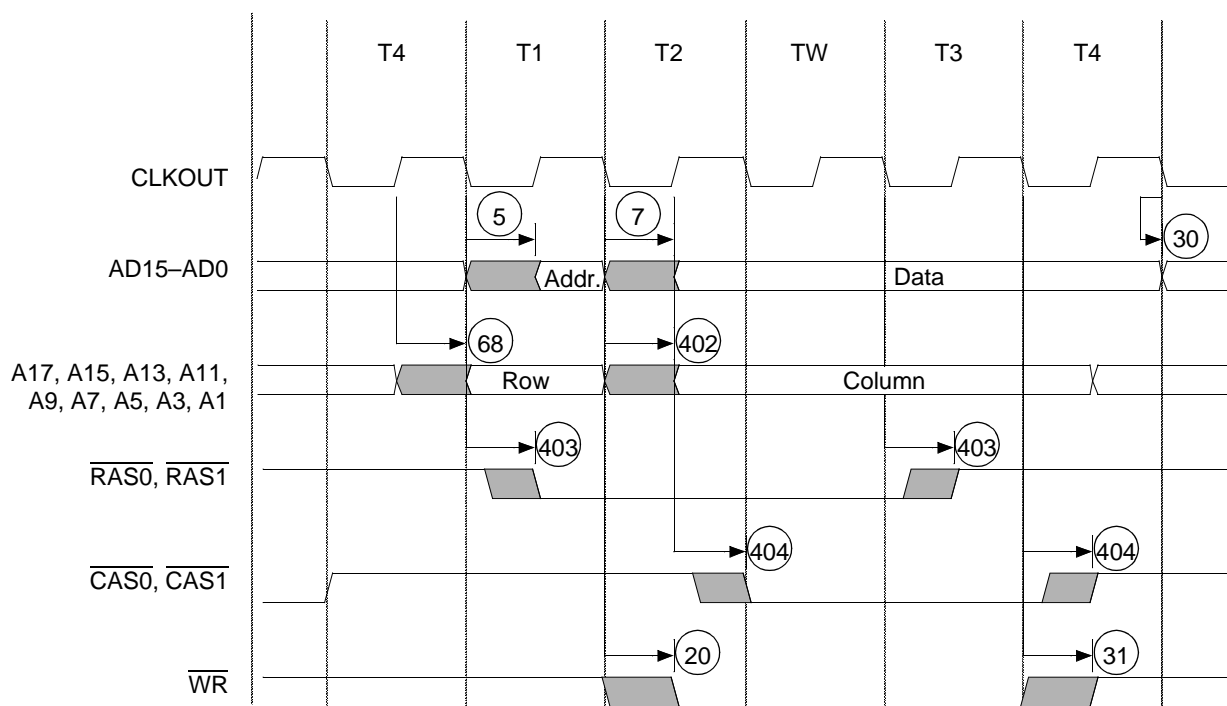 T4 T1 T2 TW T3 T4
CLKOUT
5 7 30
AD15–AD0 Addr. Data
68 402
A17, A15, A13, A11,
A9, A7, A5, A3, A1
Row Column
403 403
RAS0, RAS1
404 404
CAS0, CAS1
20 31
WR